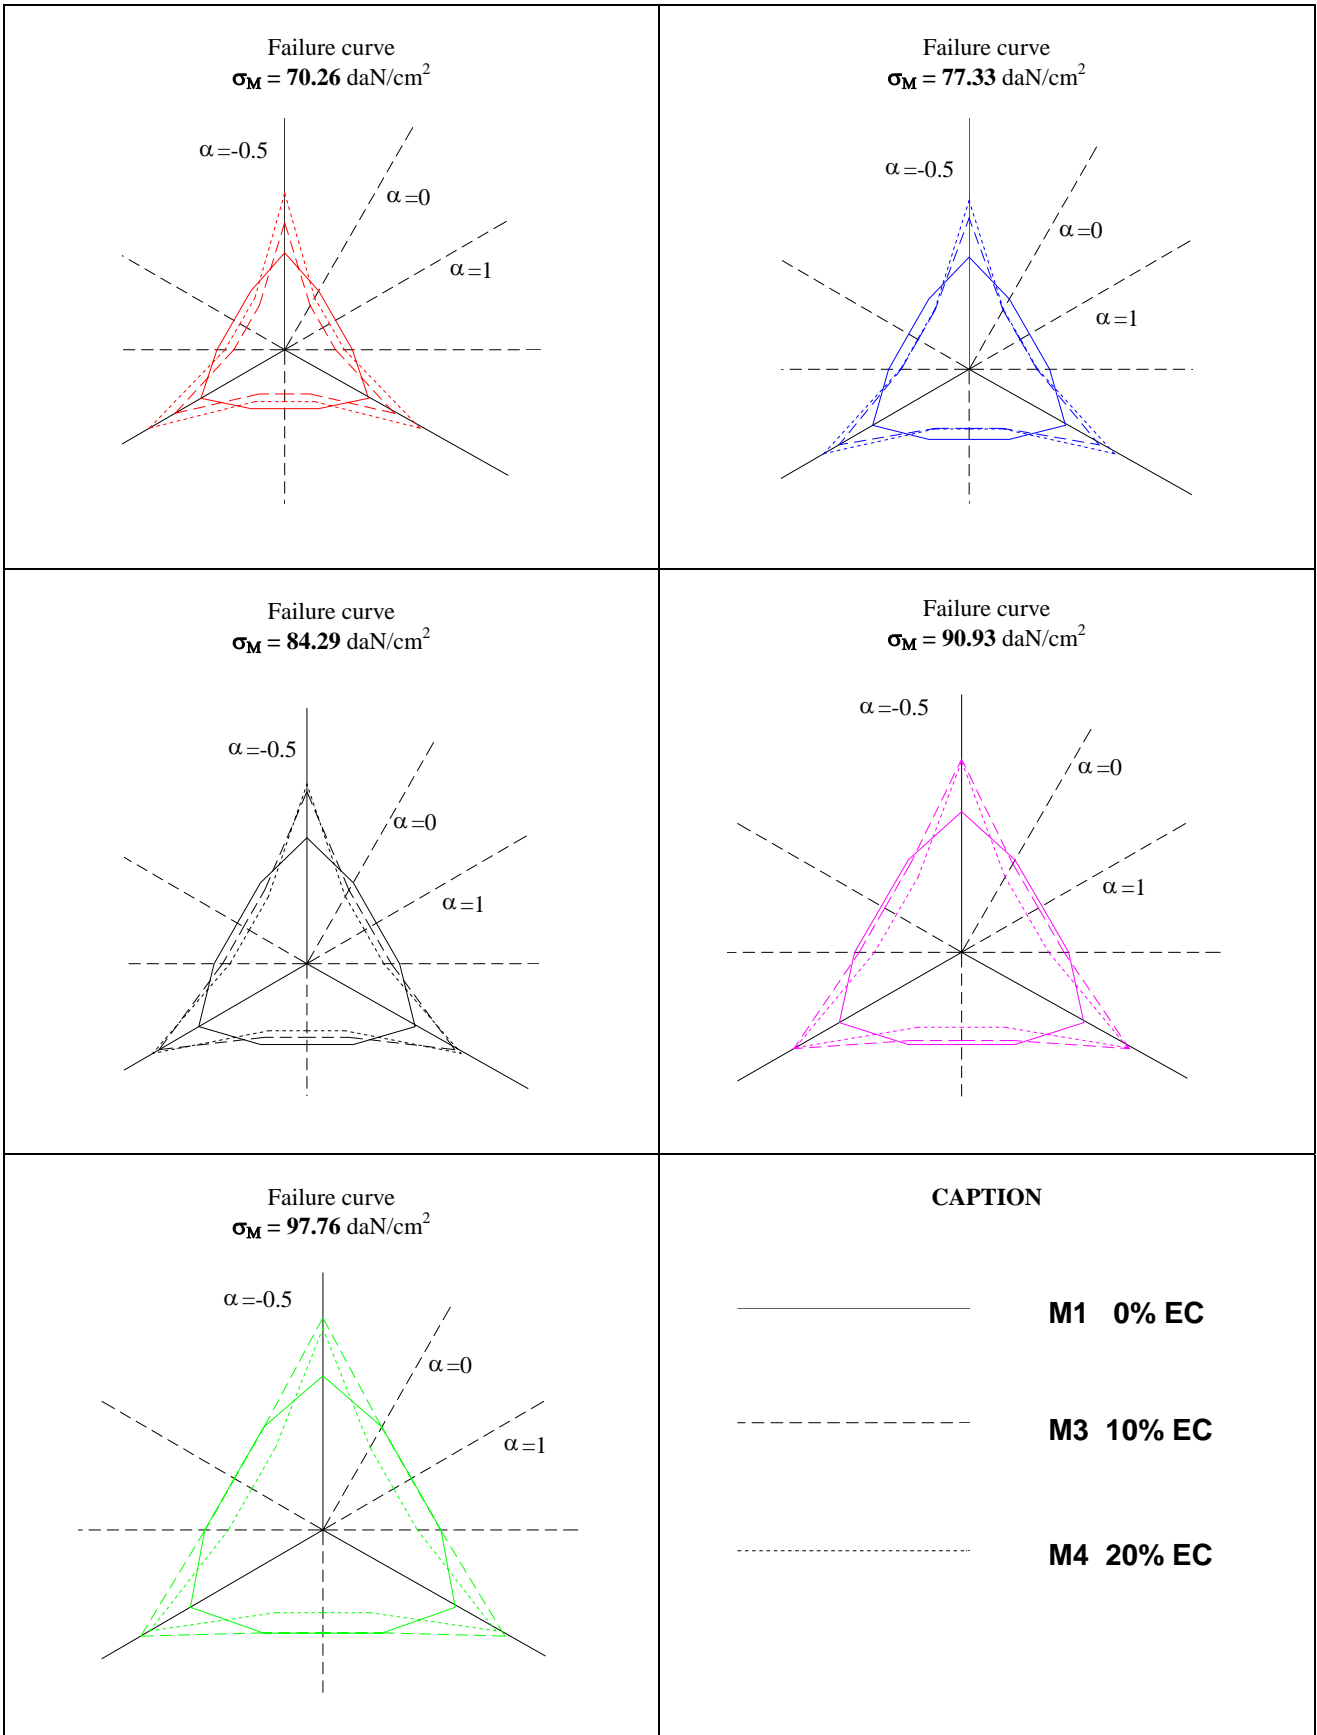 Failure curve
σM = 70.26 daN/cm²
α=-0.5
α=0
α=1
Failure curve
σM = 77.33 daN/cm²
α=-0.5
α=0
α=1
Failure curve
σM = 84.29 daN/cm²
α=-0.5
α=0
α=1
Failure curve
σM = 90.93 daN/cm²
α=-0.5
α=0
α=1
Failure curve
σM = 97.76 daN/cm²
α=-0.5
α=0
α=1
CAPTION
M1 0% EC
M3 10% EC
M4 20% EC